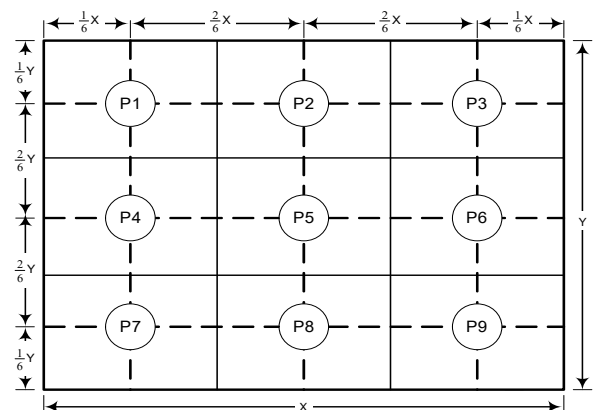 1/6 X 2/6 X 2/6 X 1/6 X
1/6 Y
P1 P2 P3
2/6 Y
P4 P5 P6 Y
2/6 Y
P7 P8 P9
1/6 Y
X